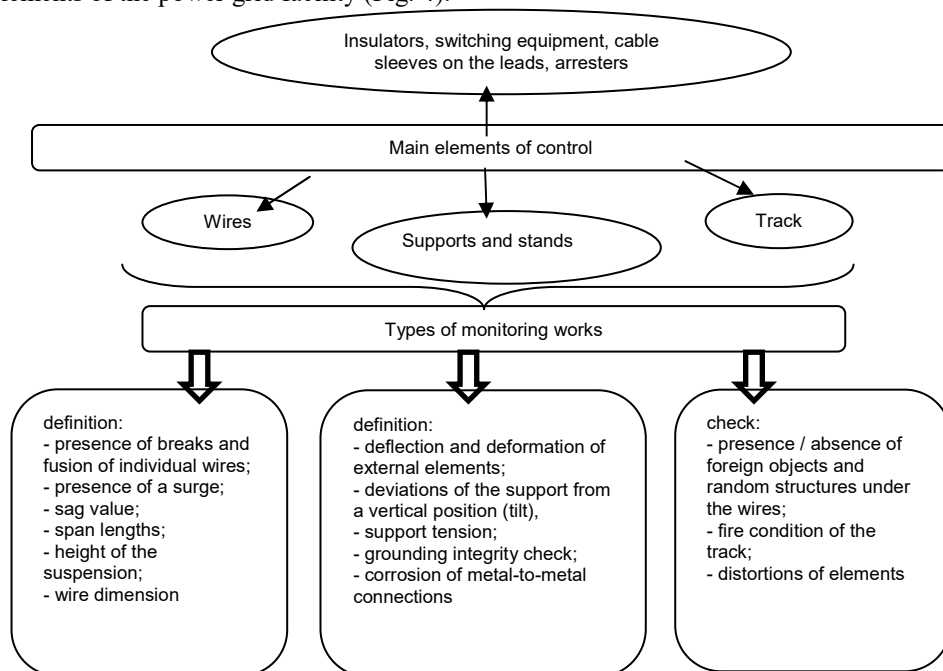 elements of the power grid facility (Fig. 4).
Insulators, switching equipment, cable
sleeves on the leads, arresters
Main elements of control
Wires
Supports and stands
Track
Types of monitoring works
definition:
- presence of breaks and
fusion of individual wires;
- presence of a surge;
- sag value;
- span lengths;
- height of the
suspension;
- wire dimension
definition:
- deflection and deformation of
external elements;
- deviations of the support from
a vertical position (tilt),
- support tension;
- grounding integrity check;
- corrosion of metal-to-metal
connections
check:
- presence / absence of
foreign objects and
random structures under
the wires;
- fire condition of the
track;
- distortions of elements